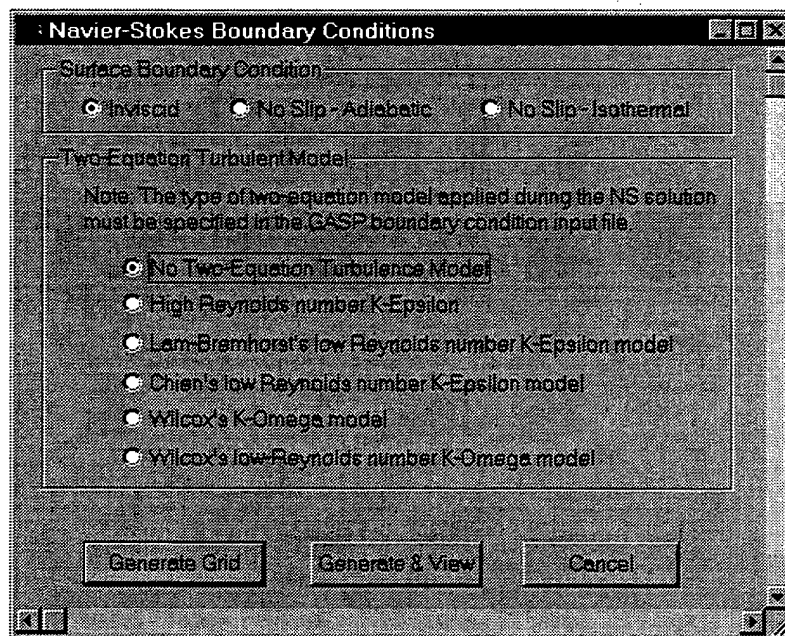 Navier-Stokes Boundary Conditions
Surface Boundary Condition
Inviscid No Slip - Adiabatic No Slip - Isothermal
Two-Equation Turbulent Model
Note: The type of two-equation model applied during the NS solution
must be specified in the GASP boundary condition input file.
No Two-Equation Turbulence Model
High Reynolds number K-Epsilon
Lam-Bremhorst's low Reynolds number K-Epsilon model
Chien's low Reynolds number K-Epsilon model
Wilcox's K-Omega model
Wilcox's low-Reynolds number K-Omega model
Generate Grid Generate & View Cancel